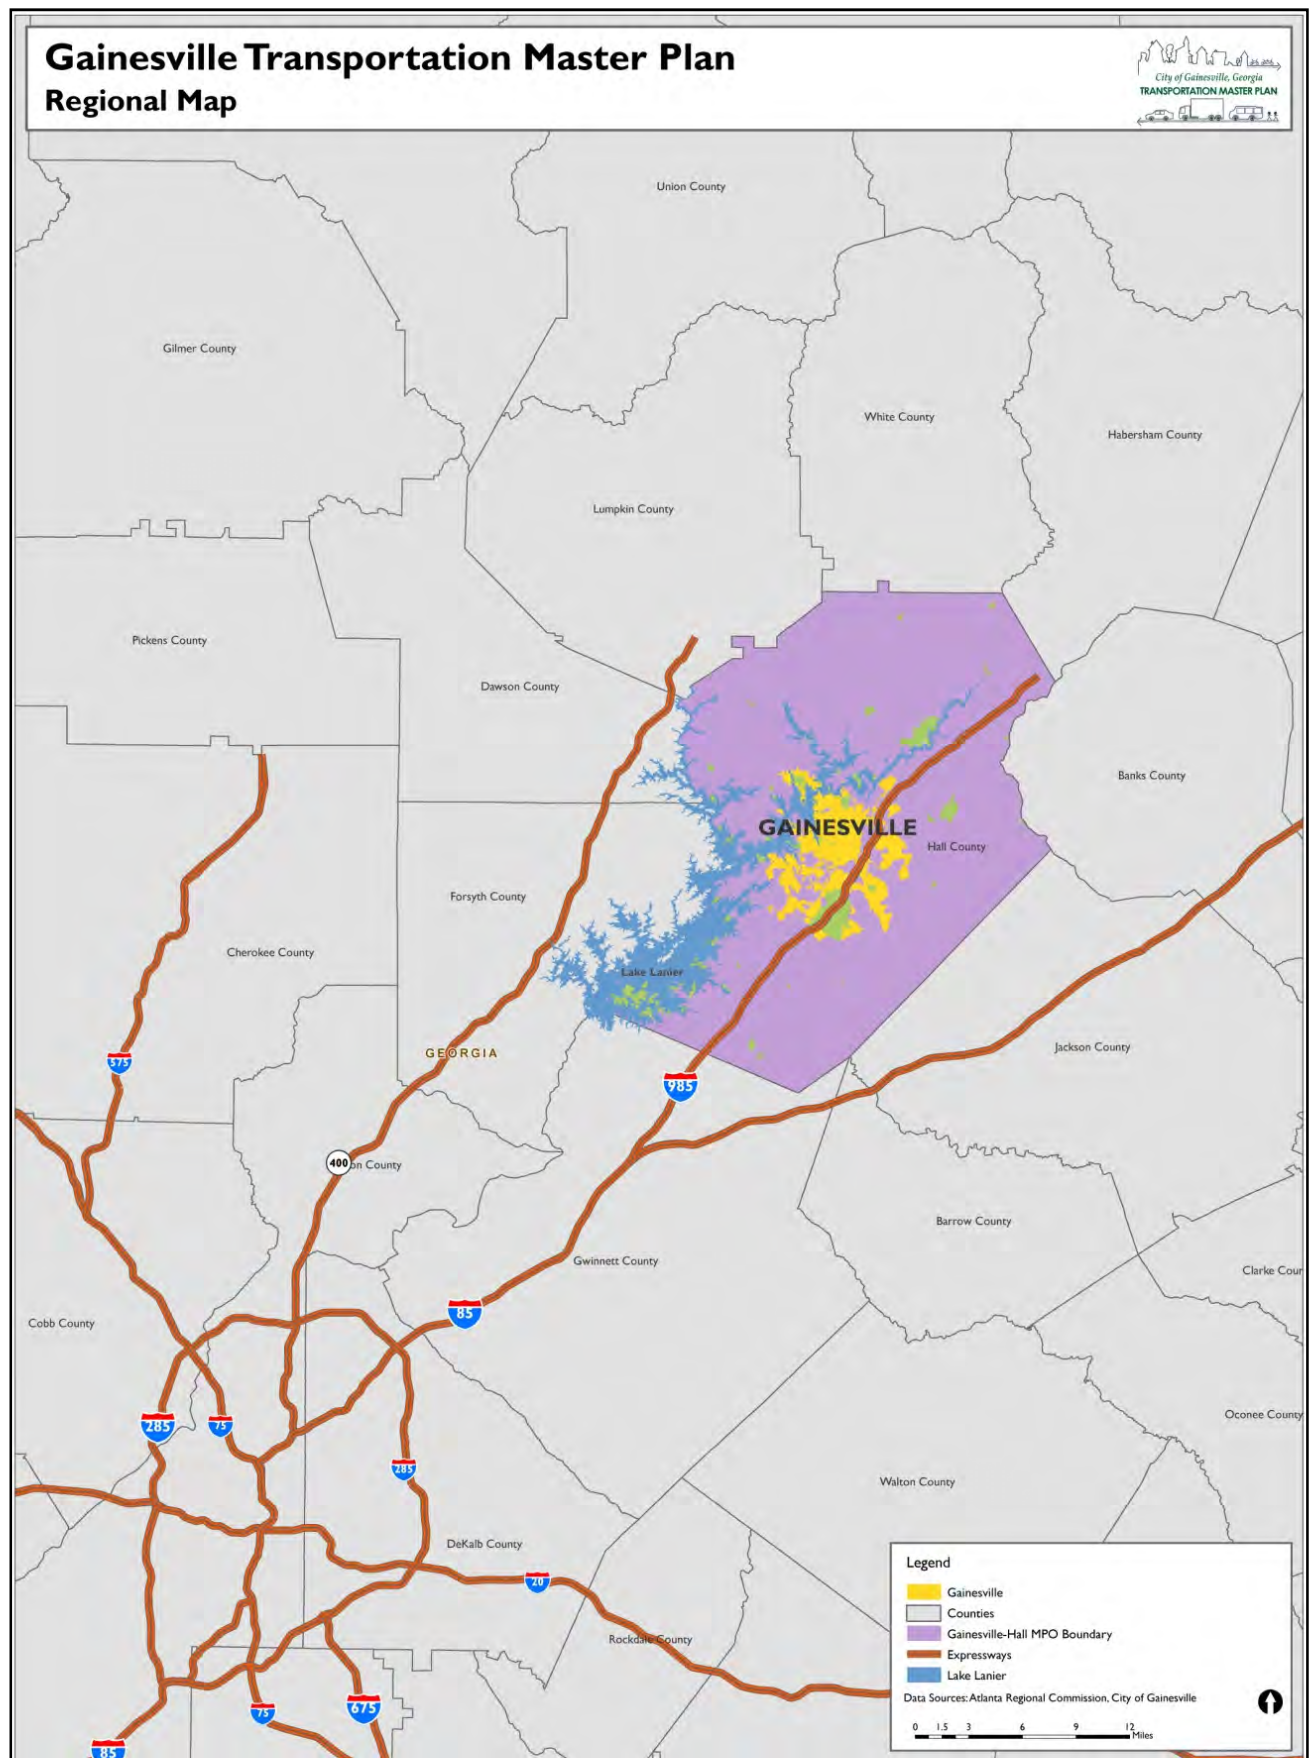 Gainesville Transportation Master Plan
Regional Map
City of Gainesville, Georgia
TRANSPORTATION MASTER PLAN
Union County
Gilmer County
White County
Habersham County
Lumpkin County
Pickens County
Dawson County
Banks County
GAINESVILLE
Hall County
Forsyth County
Cherokee County
Lake Lanier
GEORGIA
Jackson County
575
985
400
on County
Barrow County
Gwinnett County
Clarke Cour
85
Cobb County
Oconee County
285
75
285
Walton County
DeKalb County
20
Rockdale County
675
75
85
Legend
Gainesville
Counties
Gainesville-Hall MPO Boundary
Expressways
Lake Lanier
Data Sources: Atlanta Regional Commission, City of Gainesville
0 1.5 3 6 9 12
Miles